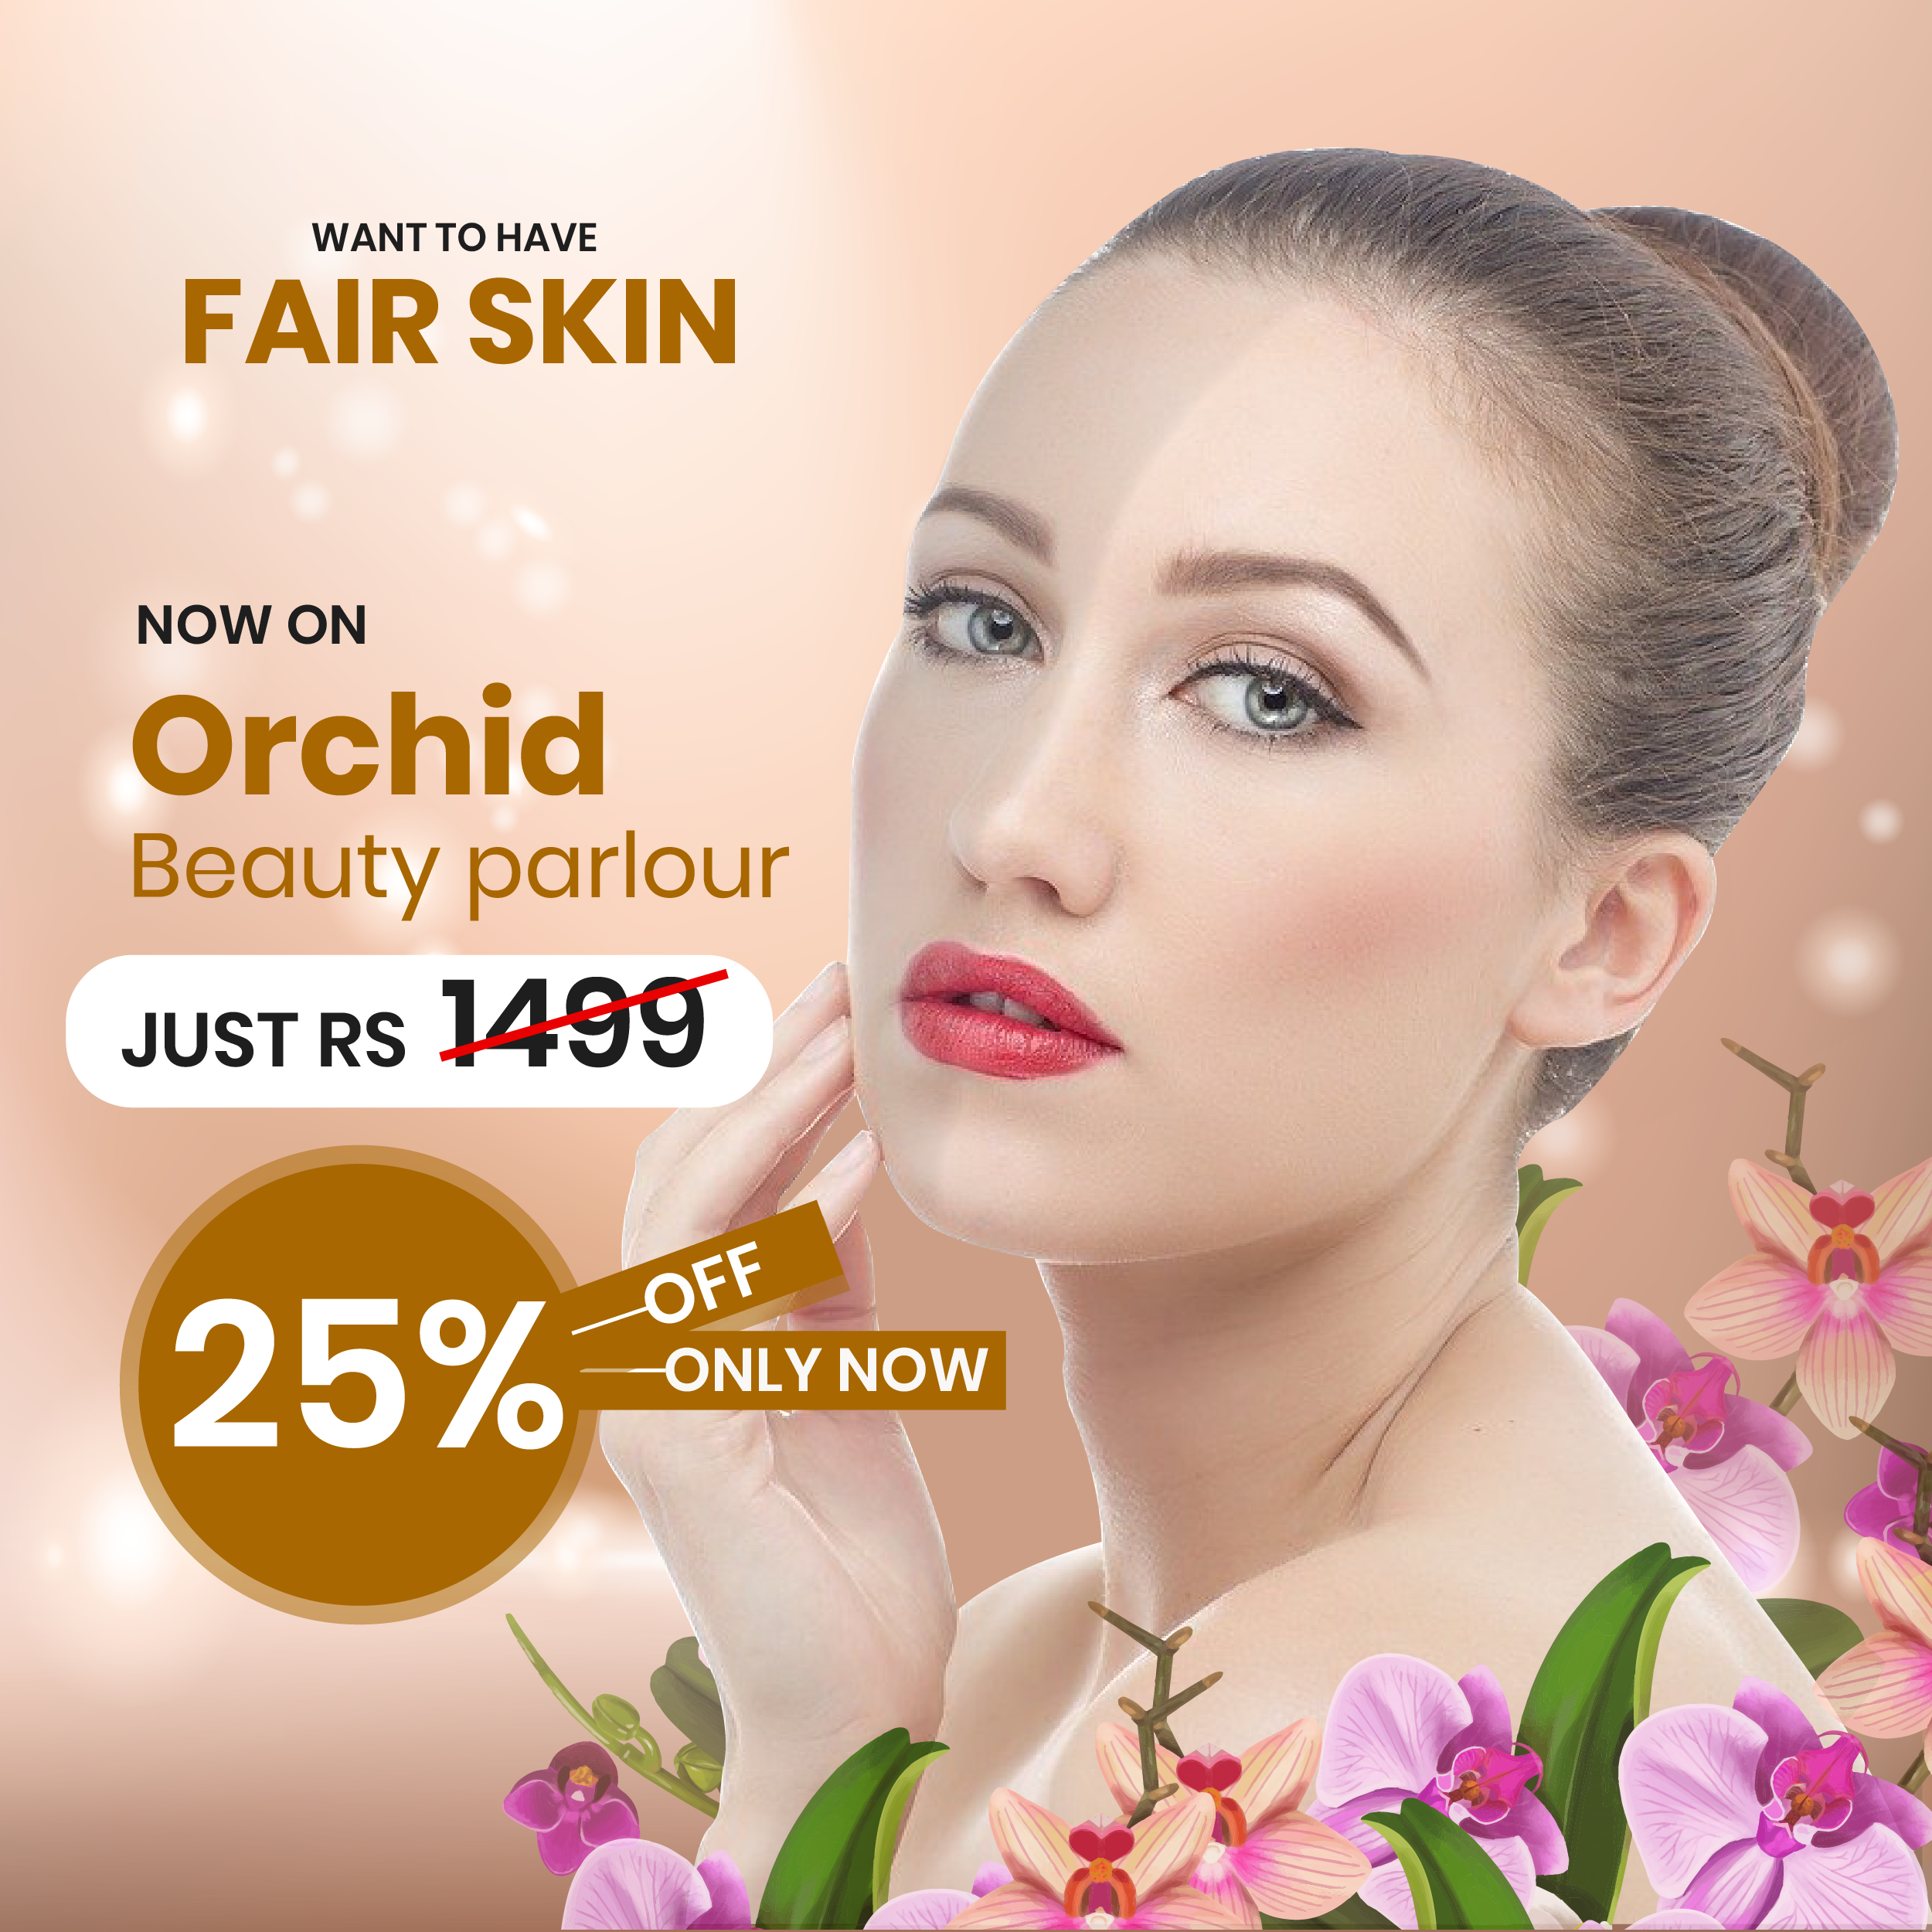 WANT TO HAVE
FAIR SKIN
NOW ON
Orchid
Beauty parlour
JUST RS 1499
25%
OFF
ONLY NOW